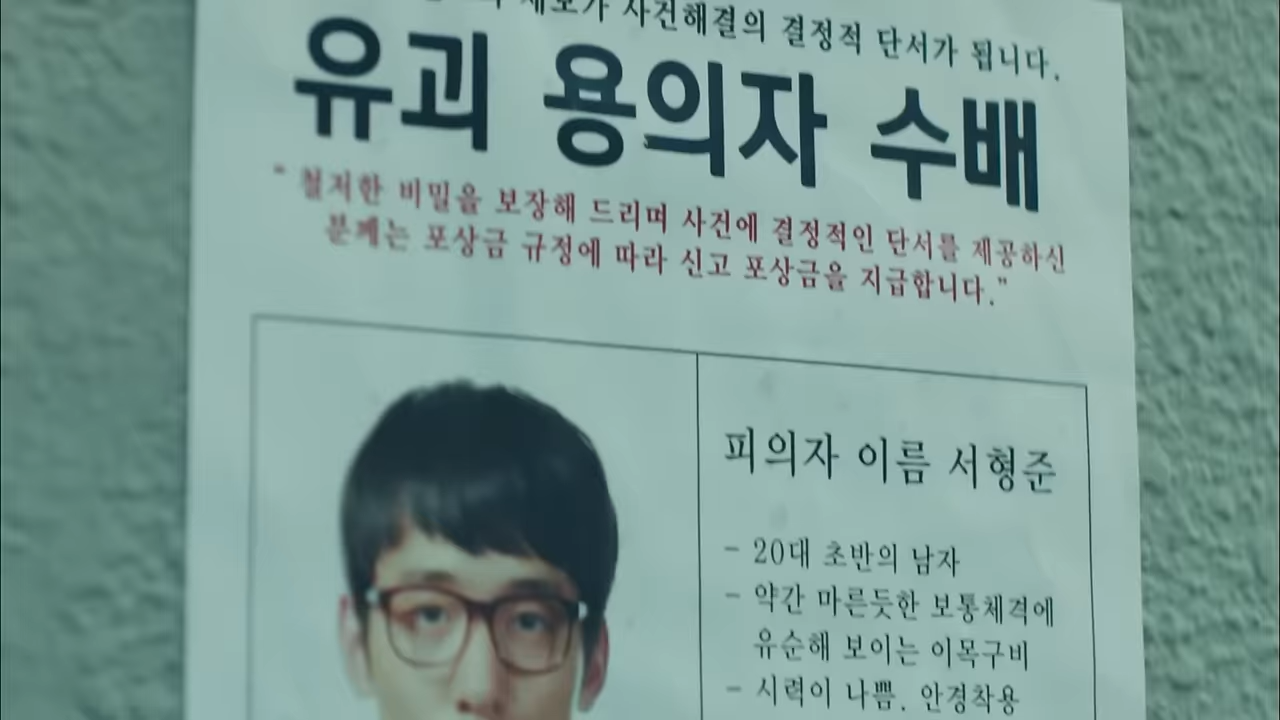 제보가 사건해결의 결정적 단서가 됩니다.
유괴 용의자 수배
" 철저한 비밀을 보장해 드리며 사건에 결정적인 단서를 제공하신
분께는 포상금 규정에 따라 신고 포상금을 지급합니다."
피의자 이름 서형준
- 20대 초반의 남자
- 약간 마른듯한 보통체격에
유순해 보이는 이목구비
- 시력이 나쁨. 안경착용